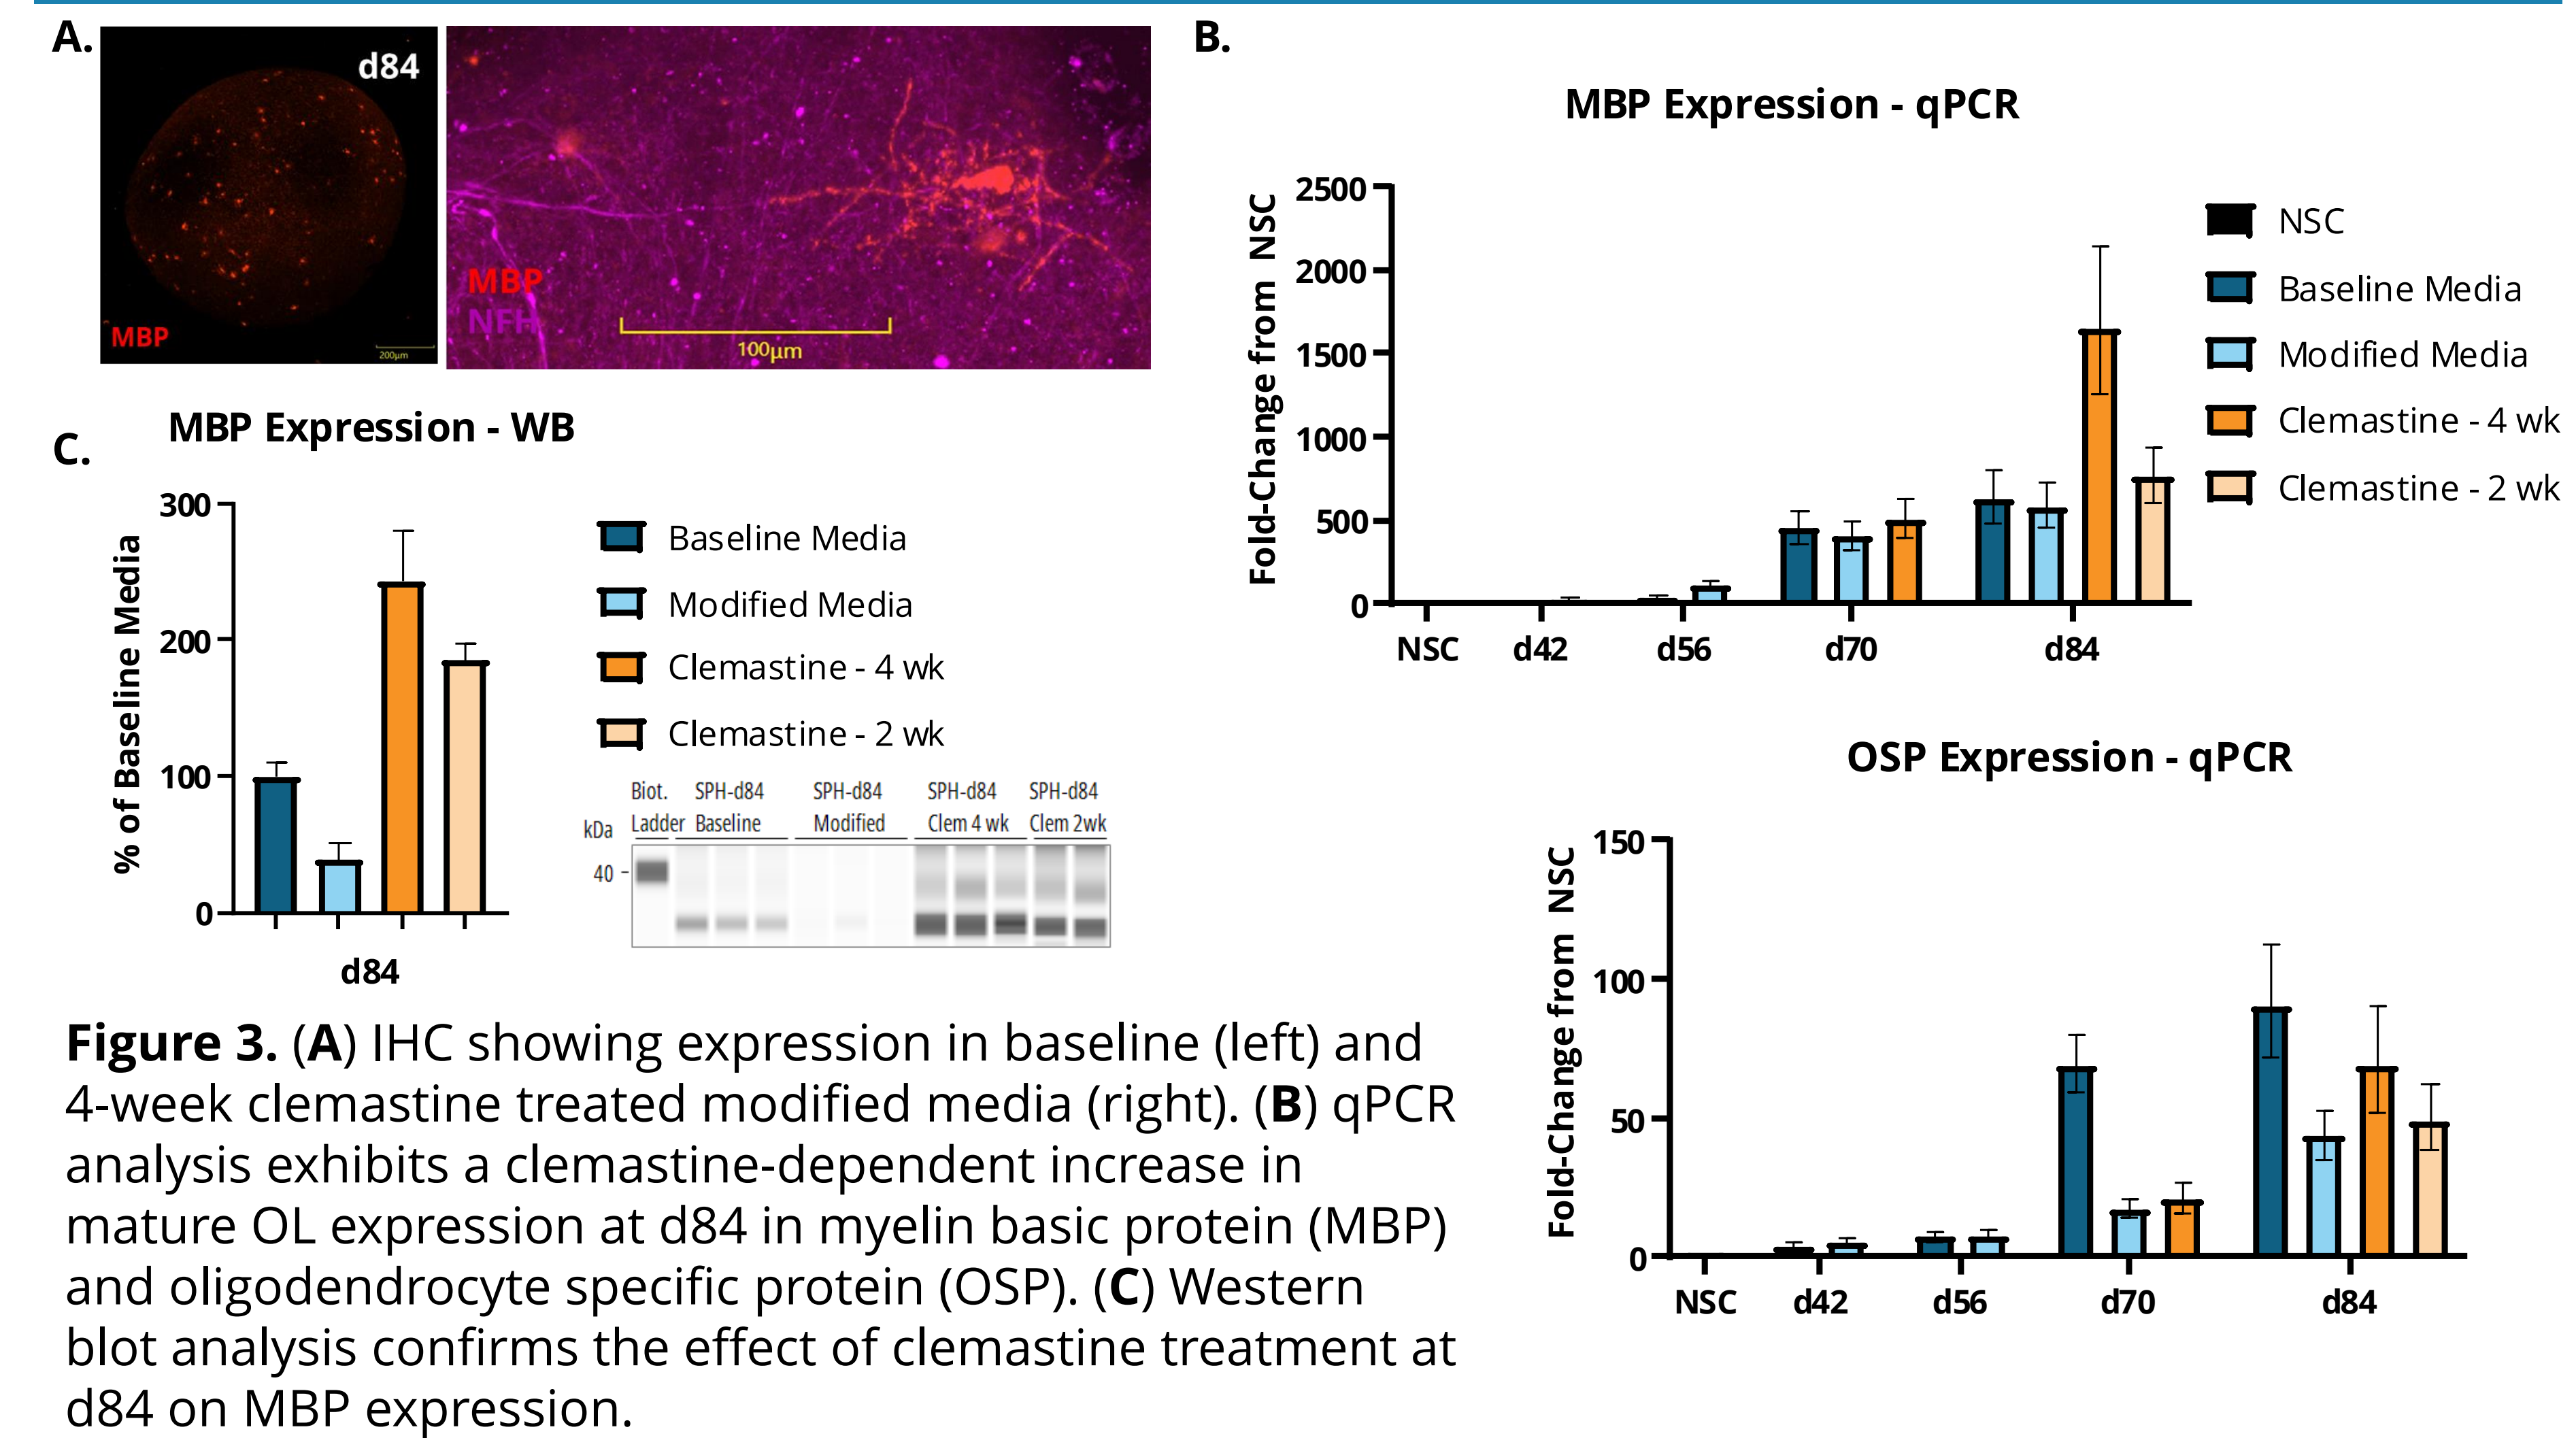 A.
d84
MBP
200µm
MBP
NFH
100µm
B.
MBP Expression - qPCR
Fold-Change from NSC
2500
2000
1500
1000
500
0
NSC
d42
d56
d70
d84
NSC
Baseline Media
Modified Media
Clemastine - 4 wk
Clemastine - 2 wk
C.
MBP Expression - WB
% of Baseline Media
300
200
100
0
d84
Baseline Media
Modified Media
Clemastine - 4 wk
Clemastine - 2 wk
Biot. SPH-d84 SPH-d84 SPH-d84 SPH-d84
kDa Ladder Baseline Modified Clem 4 wk Clem 2wk
40
OSP Expression - qPCR
Fold-Change from NSC
150
100
50
0
NSC
d42
d56
d70
d84
Figure 3. (A) IHC showing expression in baseline (left) and
4-week clemastine treated modified media (right). (B) qPCR
analysis exhibits a clemastine-dependent increase in
mature OL expression at d84 in myelin basic protein (MBP)
and oligodendrocyte specific protein (OSP). (C) Western
blot analysis confirms the effect of clemastine treatment at
d84 on MBP expression.